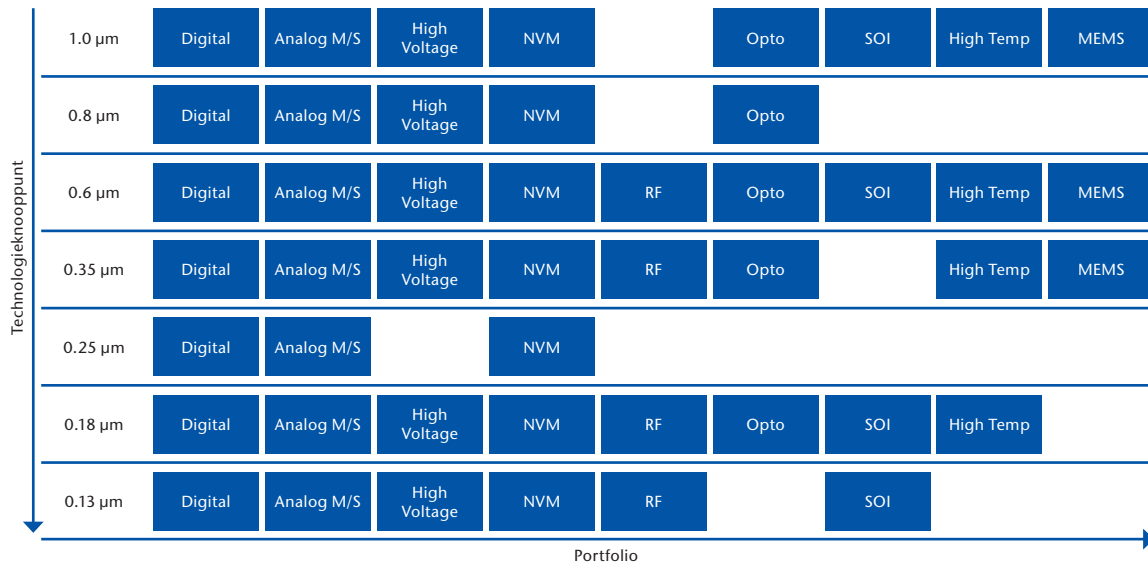 Technologieknooppunt
1.0 µm
Digital
Analog M/S
High
Voltage
NVM
Opto
SOI
High Temp
MEMS
0.8 µm
Digital
Analog M/S
High
Voltage
NVM
Opto
0.6 µm
Digital
Analog M/S
High
Voltage
NVM
RF
Opto
SOI
High Temp
MEMS
0.35 µm
Digital
Analog M/S
High
Voltage
NVM
RF
Opto
High Temp
MEMS
0.25 µm
Digital
Analog M/S
NVM
0.18 µm
Digital
Analog M/S
High
Voltage
NVM
RF
Opto
SOI
High Temp
0.13 µm
Digital
Analog M/S
High
Voltage
NVM
RF
SOI
Portfolio